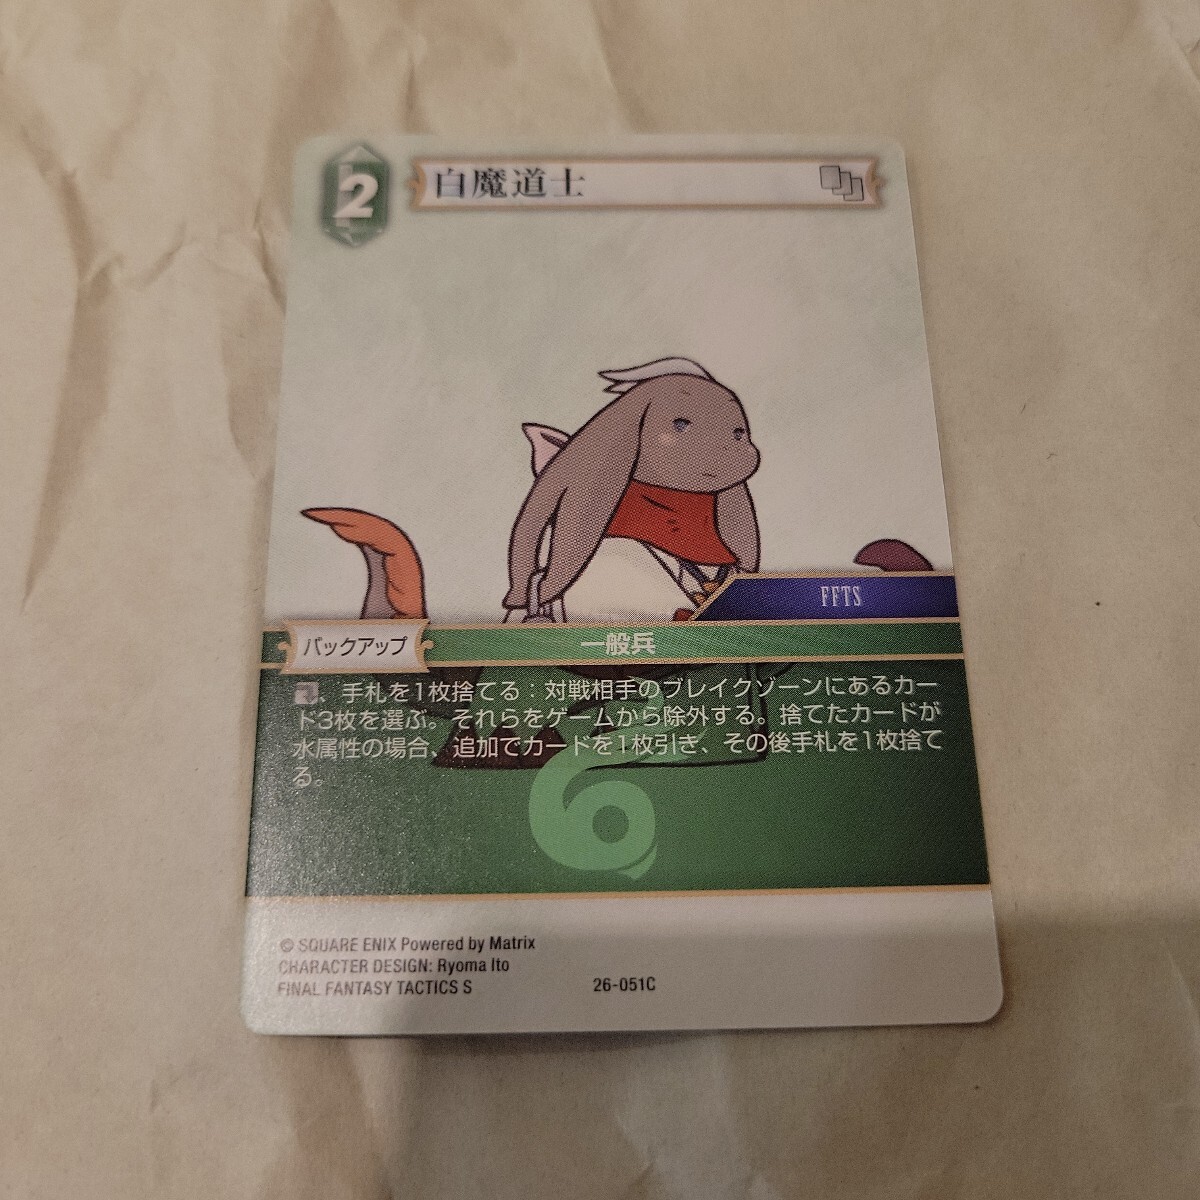 2
白魔道士
FFTS
バックアップ
一般兵
、手札を1枚捨てる：対戦相手のブレイクゾーンにあるカー
ド3枚を選ぶ。それらをゲームから除外する。捨てたカードが
水属性の場合、追加でカードを1枚引き、その後手札を1枚捨て
る。
© SQUARE ENIX Powered by Matrix
CHARACTER DESIGN: Ryoma Ito
FINAL FANTASY TACTICS S
26-051C